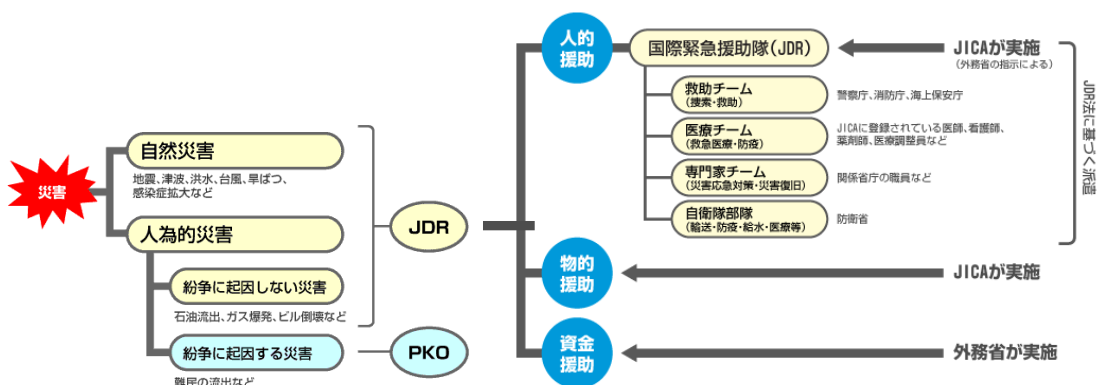 災害
自然災害
地震、津波、洪水、台風、旱ばつ、
感染症拡大など
人為的災害
紛争に起因しない災害
石油流出、ガス爆発、ビル倒壊など
紛争に起因する災害
難民の流出など
JDR
PKO
人的
援助
国際緊急援助隊(JDR)
JICAが実施
(外務省の指示による)
救助チーム
(捜索・救助)
警察庁、消防庁、海上保安庁
医療チーム
(救急医療・防疫)
JICAに登録されている医師、看護師、
薬剤師、医療調整員など
専門家チーム
(災害応急対策・災害復旧)
関係省庁の職員など
自衛隊部隊
(輸送・防疫・給水・医療等)
防衛省
JDR法に基づく派遣
物的
援助
JICAが実施
資金
援助
外務省が実施